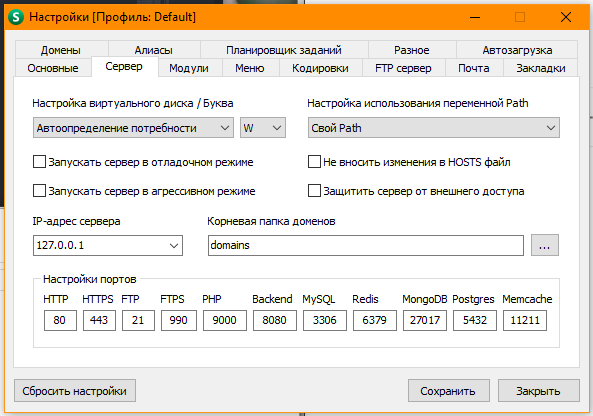 S Настройки [Профиль: Default]
Домены Алиасы Планировщик заданий Разное Автозагрузка
Основные Сервер Модули Меню Кодировки FTP сервер Почта Закладки
Настройка виртуального диска / Буква Настройка использования переменной Path
Автоопределение потребности W Свой Path
Запускать сервер в отладочном режиме Не вносить изменения в HOSTS файл
Запускать сервер в агрессивном режиме Защитить сервер от внешнего доступа
IP-адрес сервера Корневая папка доменов
127.0.0.1 domains ...
Настройки портов
HTTP HTTPS FTP FTPS PHP Backend MySQL Redis MongoDB Postgres Memcache
80 443 21 990 9000 8080 3306 6379 27017 5432 11211
Сбросить настройки Сохранить Закрыть